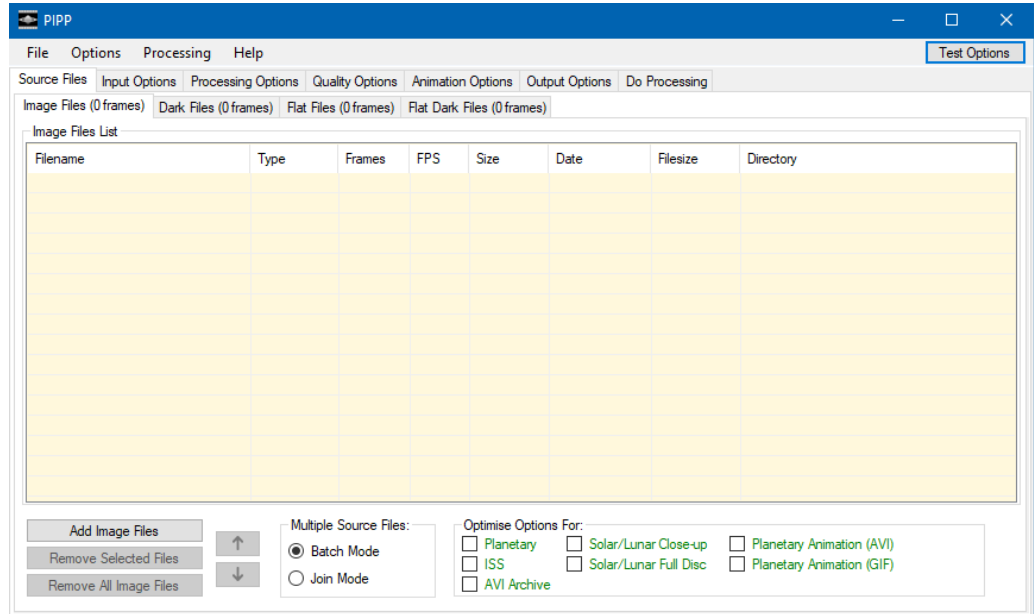 PIPP
File Options Processing Help Test Options
Source Files Input Options Processing Options Quality Options Animation Options Output Options Do Processing
Image Files (0 frames) Dark Files (0 frames) Flat Files (0 frames) Flat Dark Files (0 frames)
Image Files List
Filename Type Frames FPS Size Date Filesize Directory
Add Image Files
Remove Selected Files
Remove All Image Files
Multiple Source Files:
Batch Mode
Join Mode
Optimise Options For:
Planetary Solar/Lunar Close-up Planetary Animation (AVI)
ISS Solar/Lunar Full Disc Planetary Animation (GIF)
AVI Archive